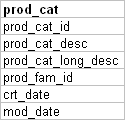 prod_cat
prod_cat_id
prod_cat_desc
prod_cat_long_desc
prod_fam_id
crt_date
mod_date